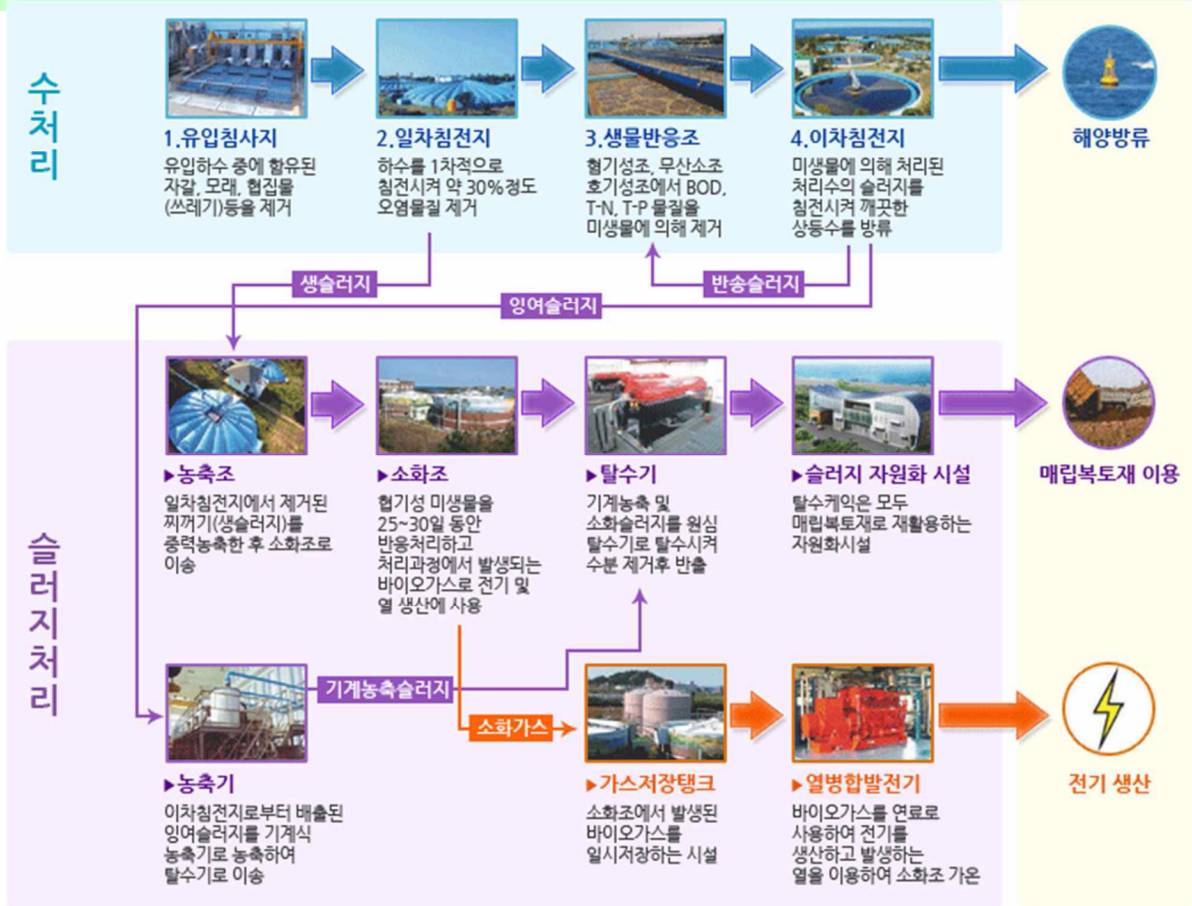 수처리
1.유입침사지
유입하수 중에 함유된
자갈, 모래, 협집물
(쓰레기)등을 제거
2.일차침전지
하수를 1차적으로
침전시켜 약 30%정도
오염물질 제거
3.생물반응조
혐기성조, 무산소조
호기성조에서 BOD,
T-N, T-P 물질을
미생물에 의해 제거
4.이차침전지
미생물에 의해 처리된
처리수의 슬러지를
침전시켜 깨끗한
상등수를 방류
해양방류
생슬러지
반송슬러지
잉여슬러지
슬러지처리
▶농축조
일차침전지에서 제거된
찌꺼기(생슬러지)를
중력농축한 후 소화조로
이송
▶소화조
협기성 미생물을
25~30일 동안
반응처리하고
처리과정에서 발생되는
바이오가스로 전기 및
열 생산에 사용
▶탈수기
기계농축 및
소화슬러지를 원심
탈수기로 탈수시켜
수분 제거후 반출
▶슬러지 자원화 시설
탈수케익은 모두
매립복토재로 재활용하는
자원화시설
매립복토재 이용
기계농축슬러지
소화가스
▶농축기
이차침전지로부터 배출된
잉여슬러지를 기계식
농축기로 농축하여
탈수기로 이송
▶가스저장탱크
소화조에서 발생된
바이오가스를
일시저장하는 시설
▶열병합발전기
바이오가스를 연료로
사용하여 전기를
생산하고 발생하는
열을 이용하여 소화조 가온
전기 생산